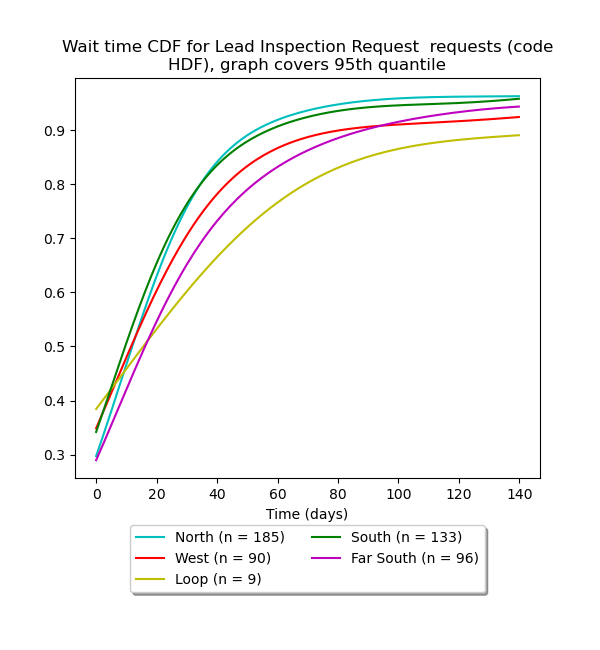 Wait time CDF for Lead Inspection Request  requests (code
HDF), graph covers 95th quantile
0.9
0.8
0.7
0.6
0.5
0.4
0.3
0 20 40 60 80 100 120 140
Time (days)
North (n = 185) South (n = 133)
West (n = 90) Far South (n = 96)
Loop (n = 9)